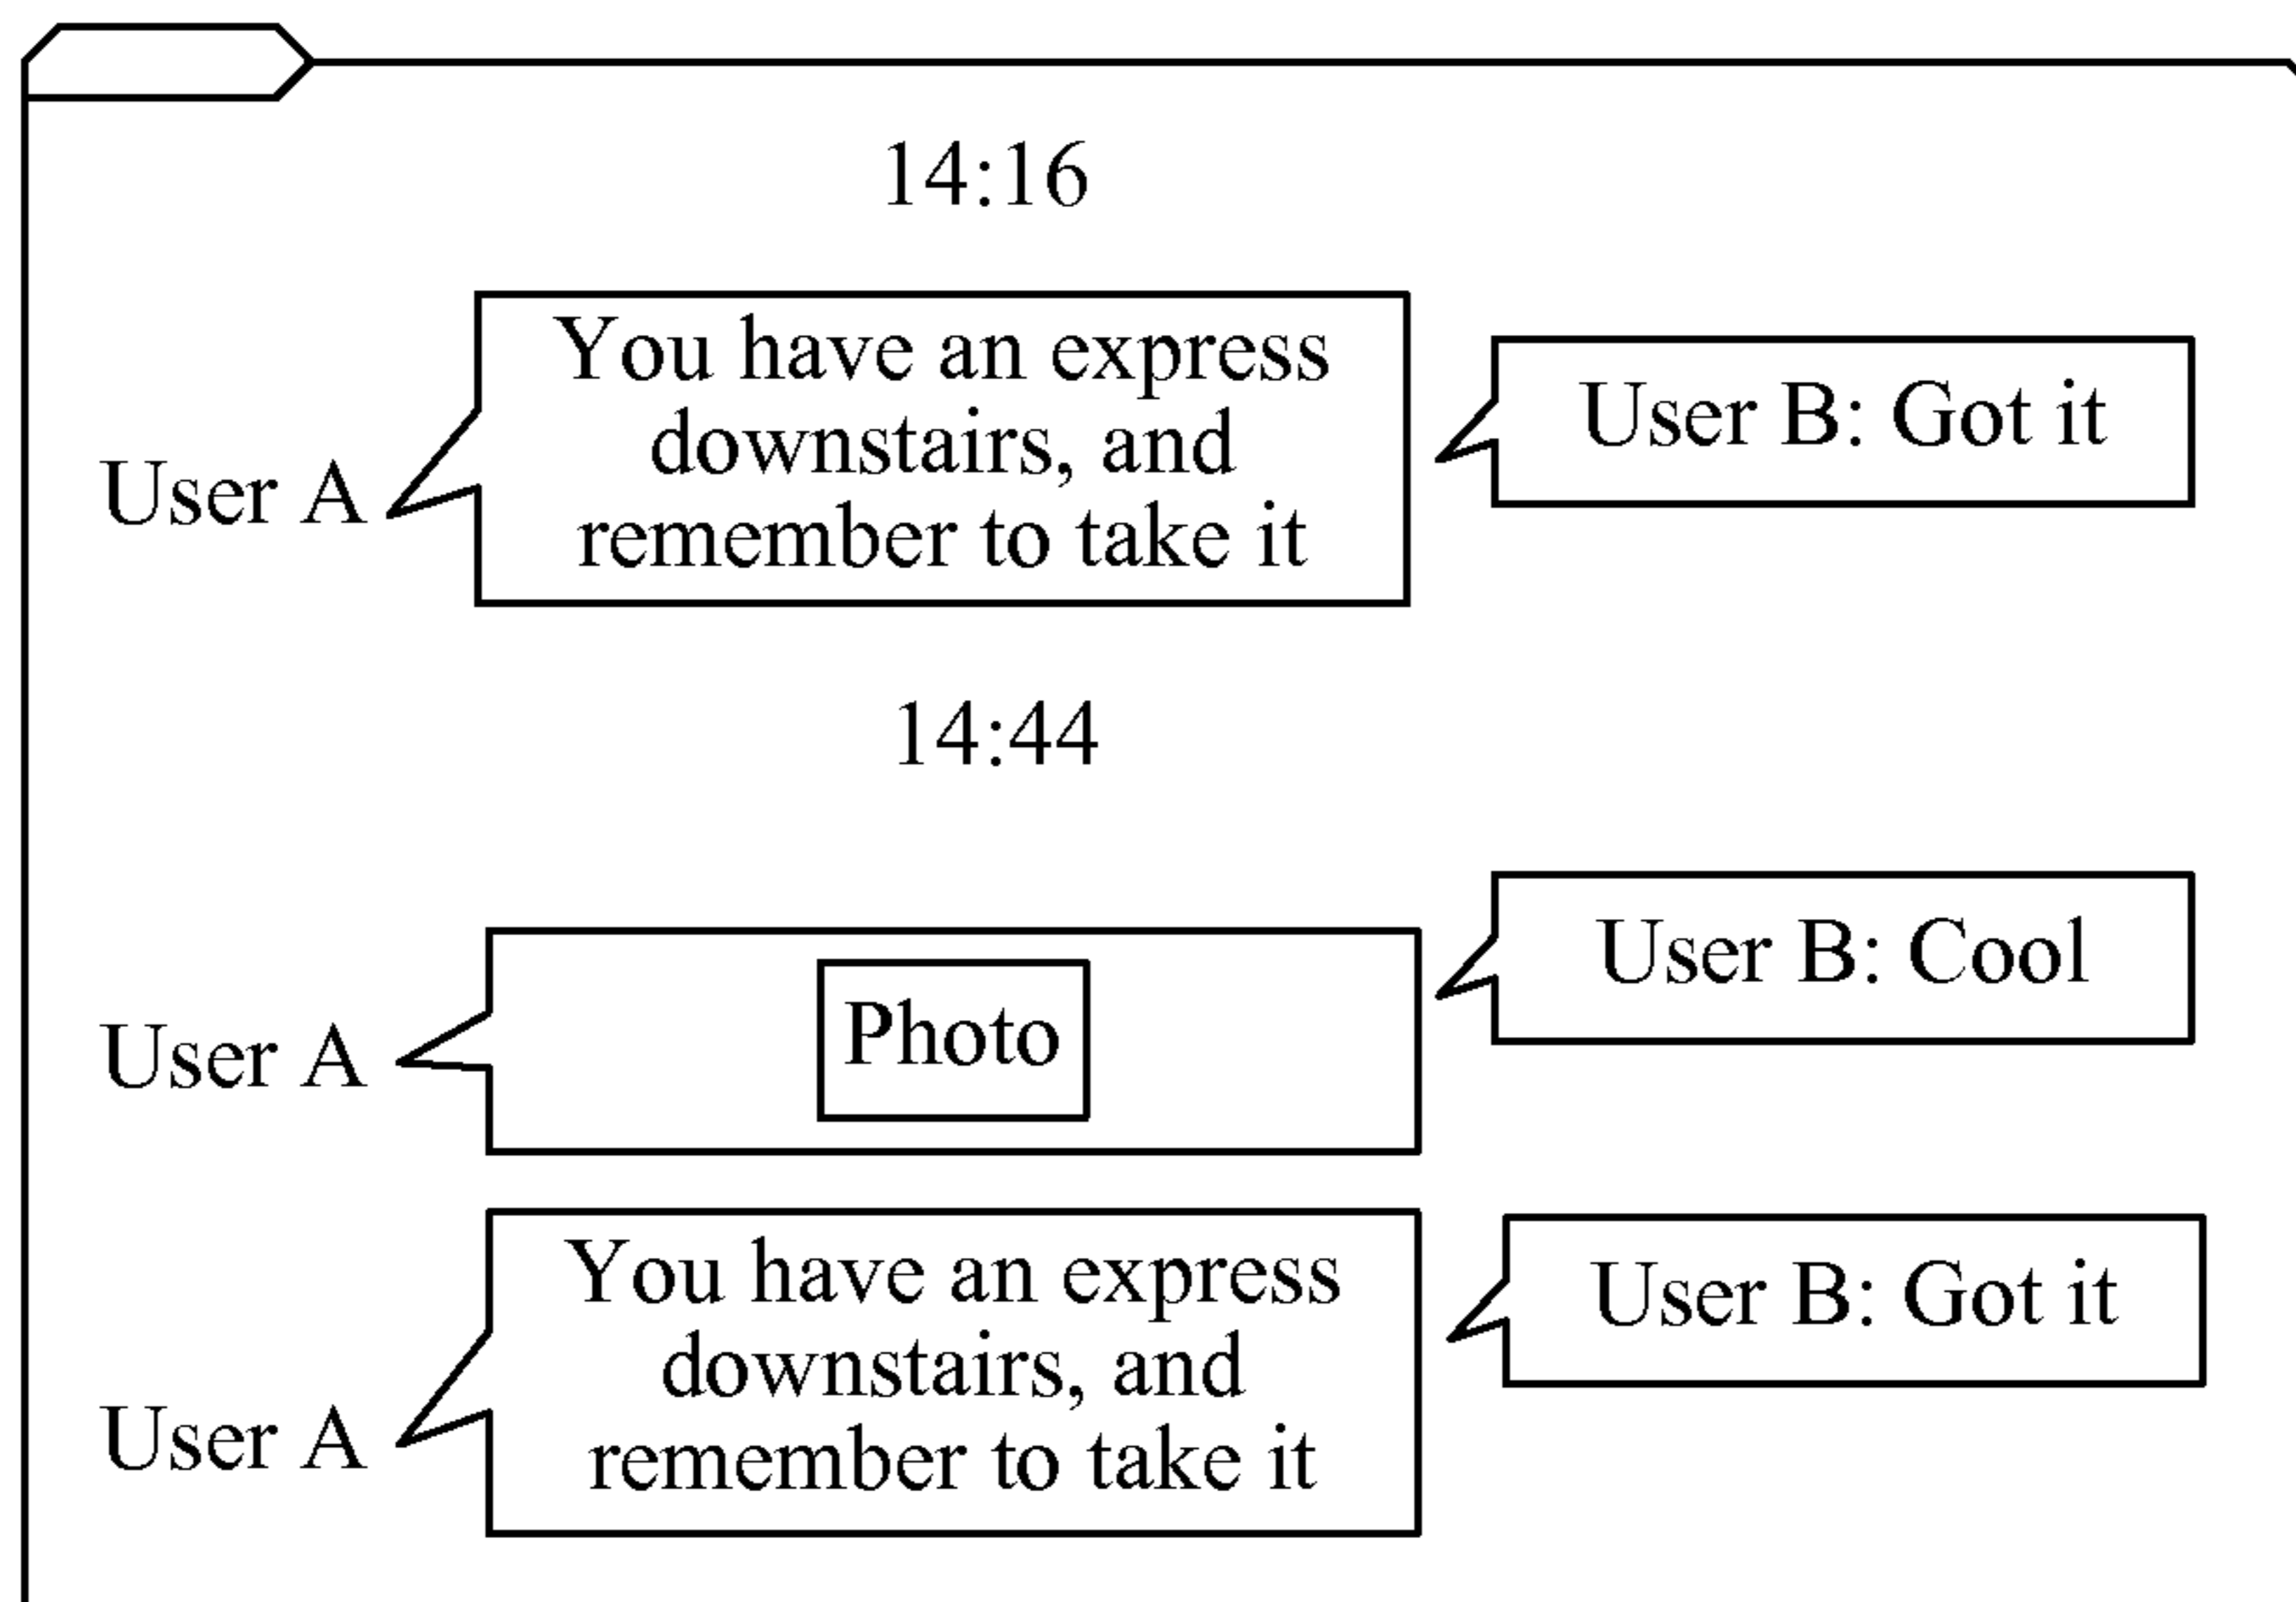 14:16
You have an express
downstairs, and
remember to take it
User B: Got it
User A
14:44
User B: Cool
Photo
User A
You have an express
downstairs, and
remember to take it
User B: Got it
User A